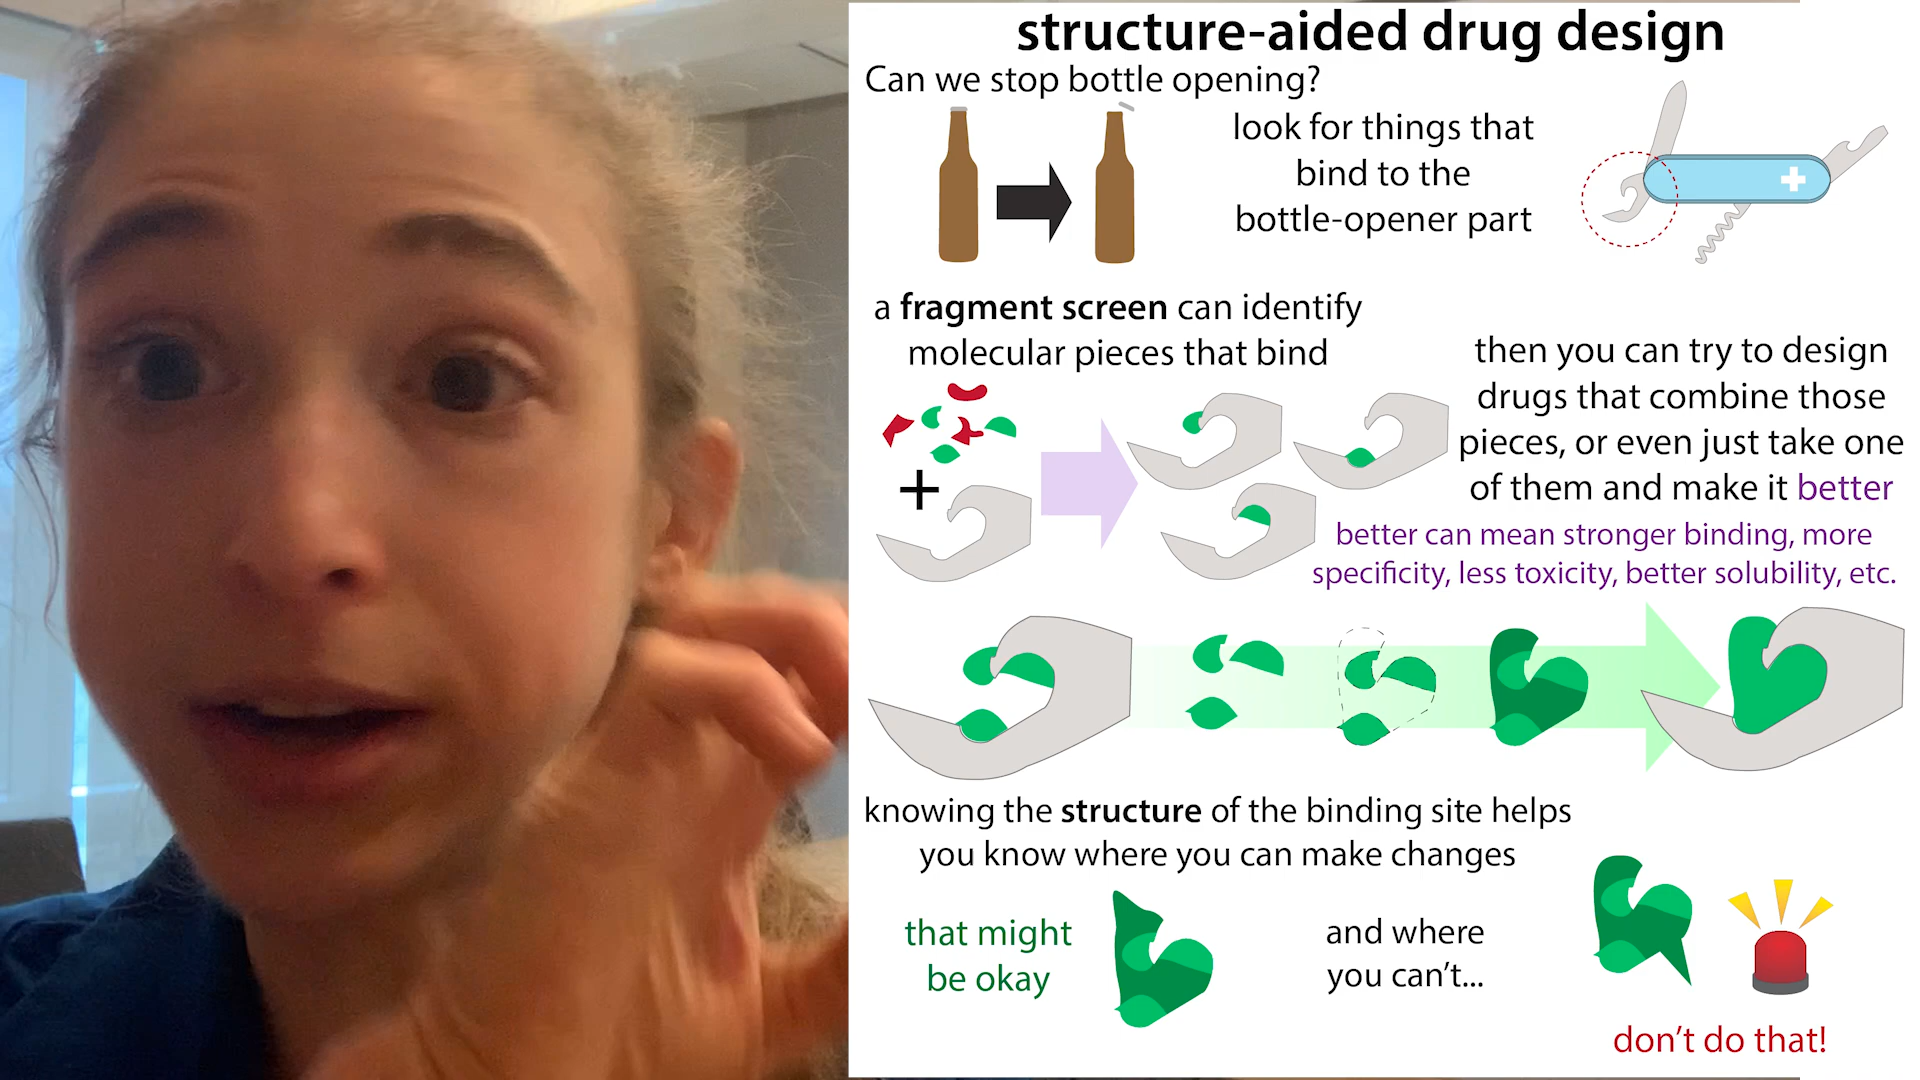 structure-aided drug design
Can we stop bottle opening?
look for things that
bind to the
bottle-opener part
a fragment screen can identify
molecular pieces that bind
+
then you can try to design
drugs that combine those
pieces, or even just take one
of them and make it better
better can mean stronger binding, more
specificity, less toxicity, better solubility, etc.
knowing the structure of the binding site helps
you know where you can make changes
that might
be okay
and where
you can't...
don't do that!